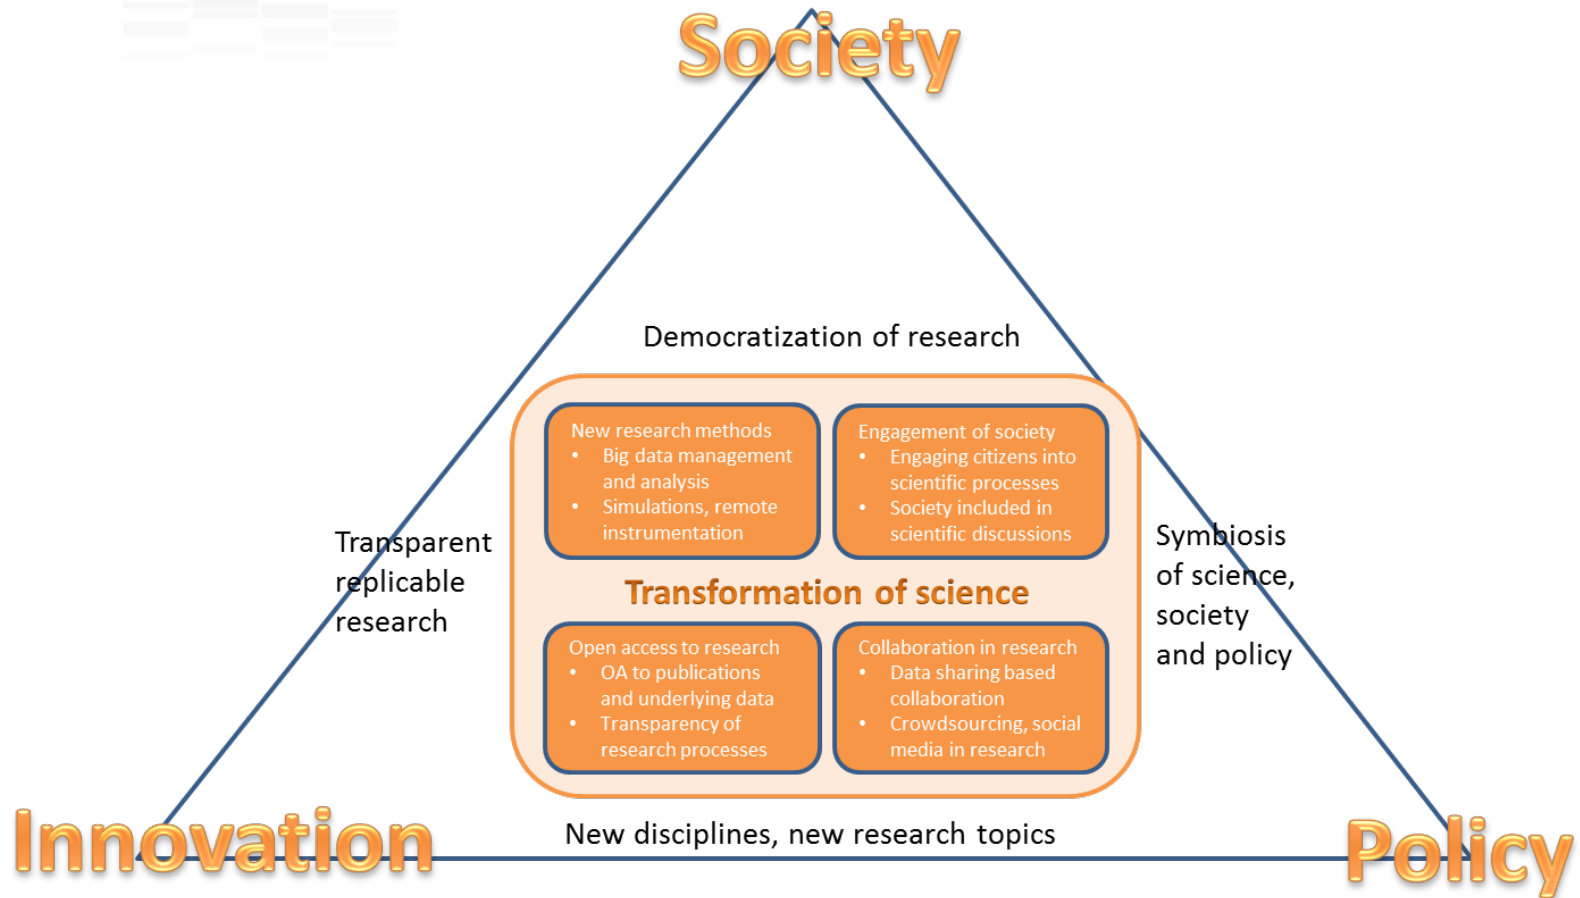 Society
Democratization of research
New research methods
• Big data management
and analysis
• Simulations, remote
instrumentation
Engagement of society
• Engaging citizens into
scientific processes
• Society included in
scientific discussions
Transparent
replicable
research
Symbiosis
of science,
society
and policy
Transformation of science
Open access to research
• OA to publications
and underlying data
• Transparency of
research processes
Collaboration in research
• Data sharing based
collaboration
• Crowdsourcing, social
media in research
Innovation
New disciplines, new research topics
Policy